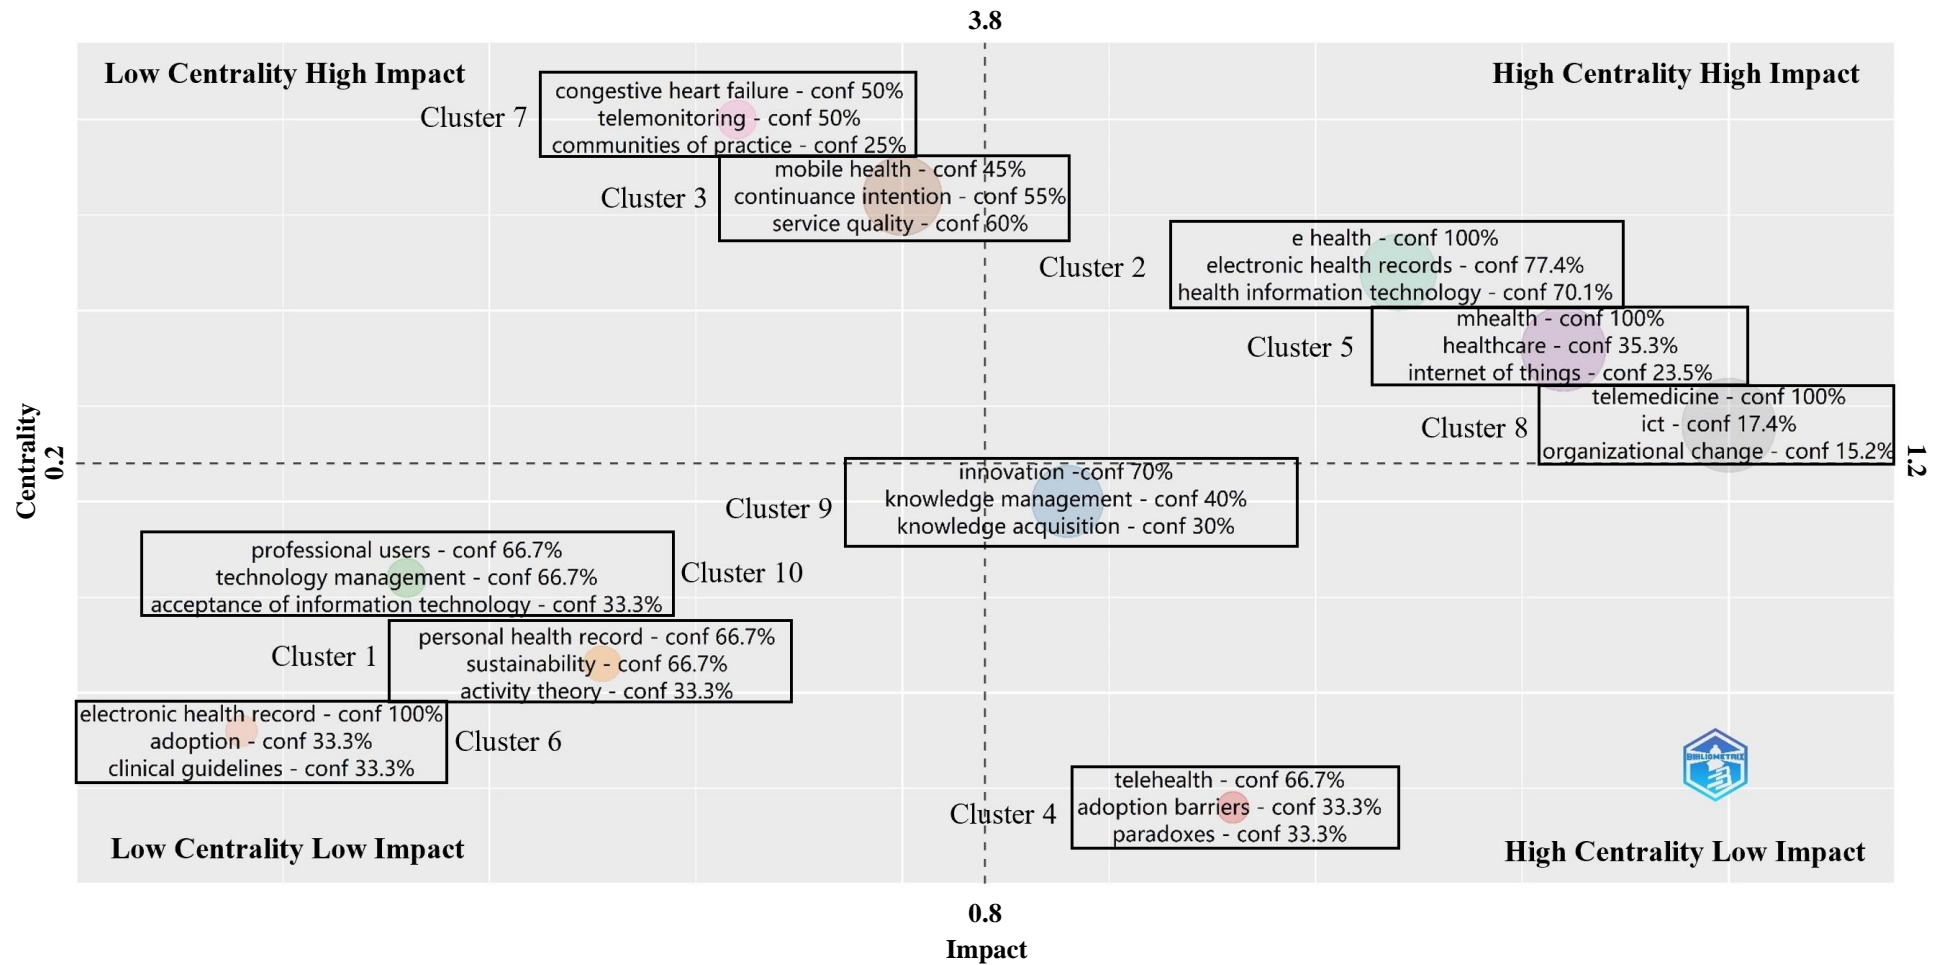 3.8
Low Centrality High Impact
High Centrality High Impact
Cluster 7
congestive heart failure - conf 50%
telemonitoring - conf 50%
communities of practice - conf 25%
Cluster 3
mobile health - conf 45%
continuance intention - conf 55%
service quality - conf 60%
Cluster 2
e health - conf 100%
electronic health records - conf 77.4%
health information technology - conf 70.1%
Cluster 5
mhealth - conf 100%
healthcare - conf 35.3%
internet of things - conf 23.5%
Cluster 8
telemedicine - conf 100%
ict - conf 17.4%
organizational change - conf 15.2%
Centrality
0.2
1.2
Cluster 9
innovation -conf 70%
knowledge management - conf 40%
knowledge acquisition - conf 30%
professional users - conf 66.7%
technology management - conf 66.7%
acceptance of information technology - conf 33.3%
Cluster 10
Cluster 1
personal health record - conf 66.7%
sustainability - conf 66.7%
activity theory - conf 33.3%
electronic health record - conf 100%
adoption - conf 33.3%
clinical guidelines - conf 33.3%
Cluster 6
BIBLIOMETRIX
Cluster 4
telehealth - conf 66.7%
adoption barriers - conf 33.3%
paradoxes - conf 33.3%
Low Centrality Low Impact
High Centrality Low Impact
0.8
Impact